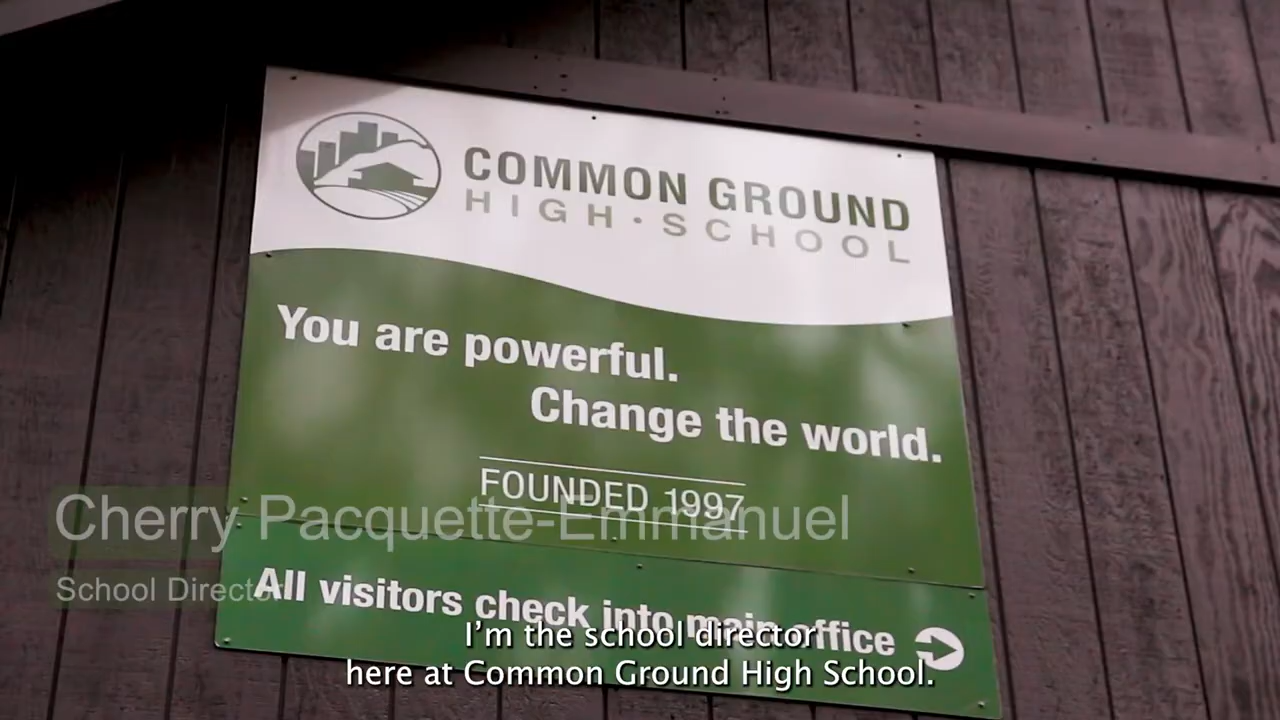 COMMON GROUND
HIGH·SCHOOL
You are powerful.
Change the world.
FOUNDED 1997
Cherry Pacquette-Emmanuel
School Director
All visitors check into main office
I'm the school director
here at Common Ground High School.